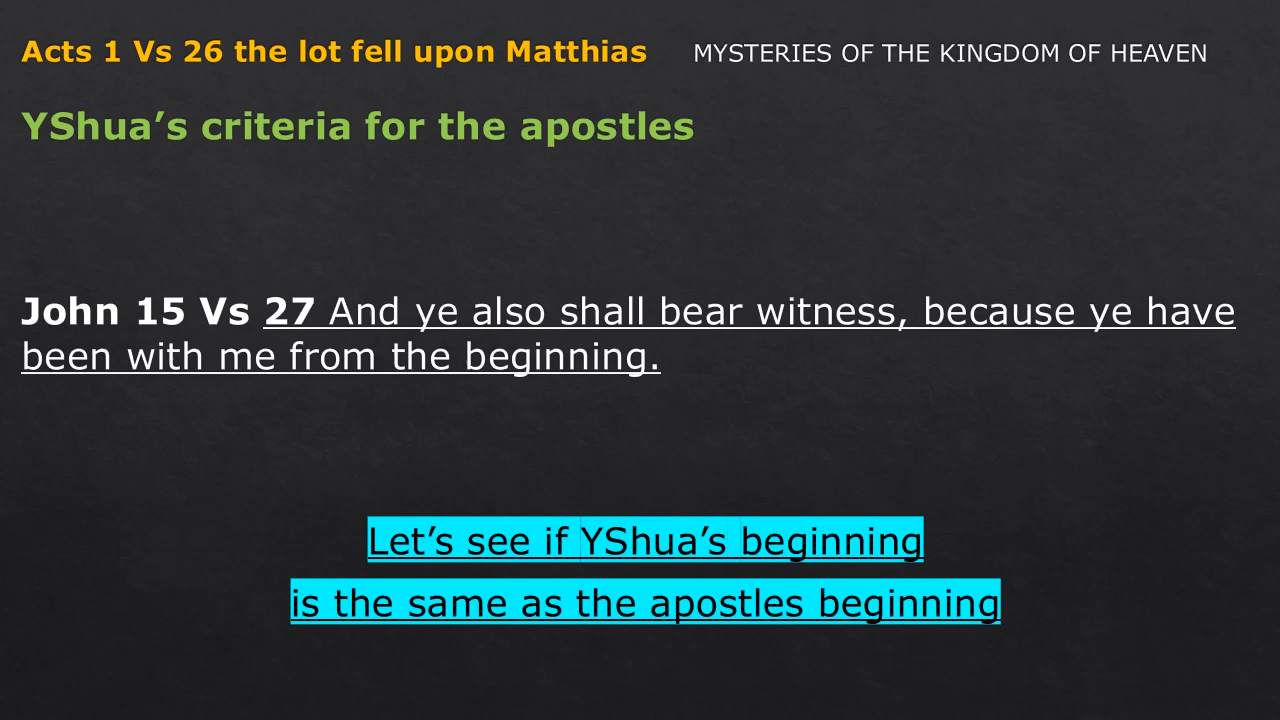 Acts 1 Vs 26 the lot fell upon Matthias MYSTERIES OF THE KINGDOM OF HEAVEN
YShua’s criteria for the apostles
John 15 Vs 27 And ye also shall bear witness, because ye have
been with me from the beginning.
Let’s see if YShua’s beginning
is the same as the apostles beginning